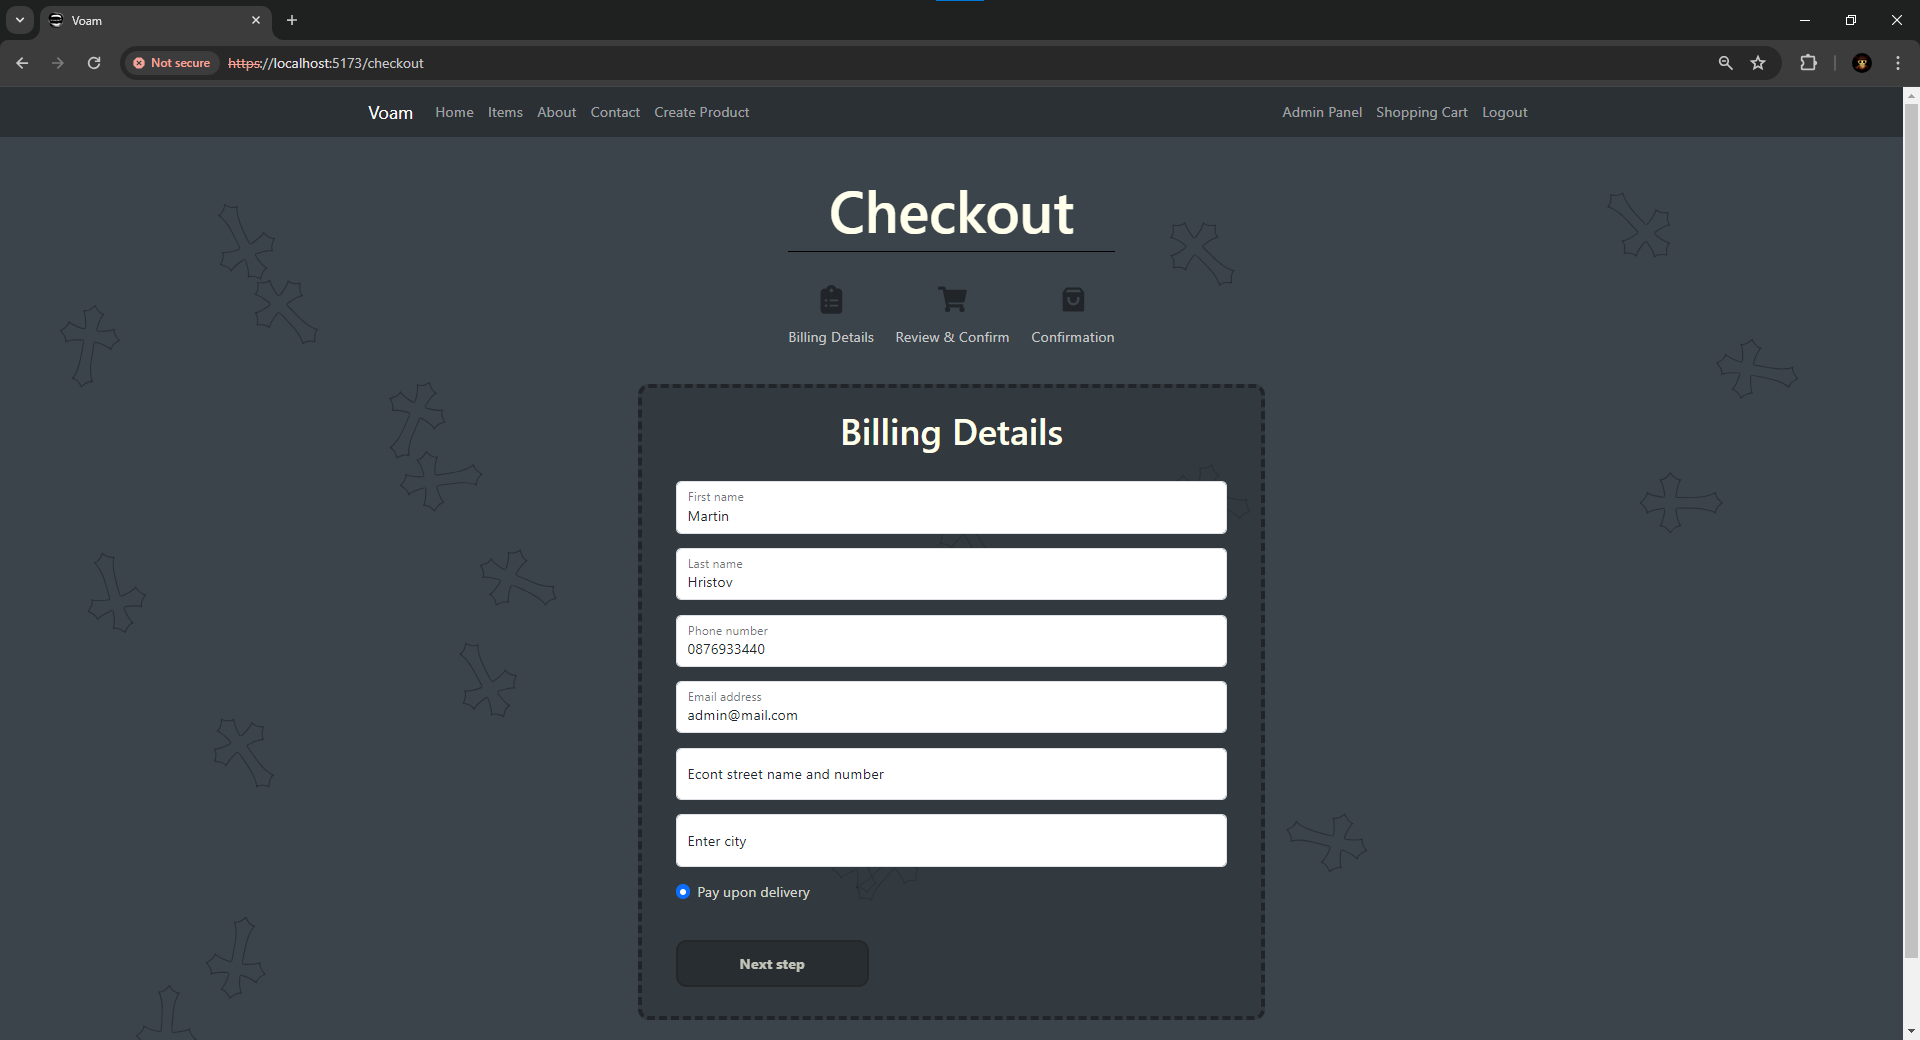 Voam
Not secure https://localhost:5173/checkout
Voam Home Items About Contact Create Product Admin Panel Shopping Cart Logout
Checkout
Billing Details Review & Confirm Confirmation
Billing Details
First name
Martin
Last name
Hristov
Phone number
0876933440
Email address
admin@mail.com
Econt street name and number
Enter city
Pay upon delivery
Next step